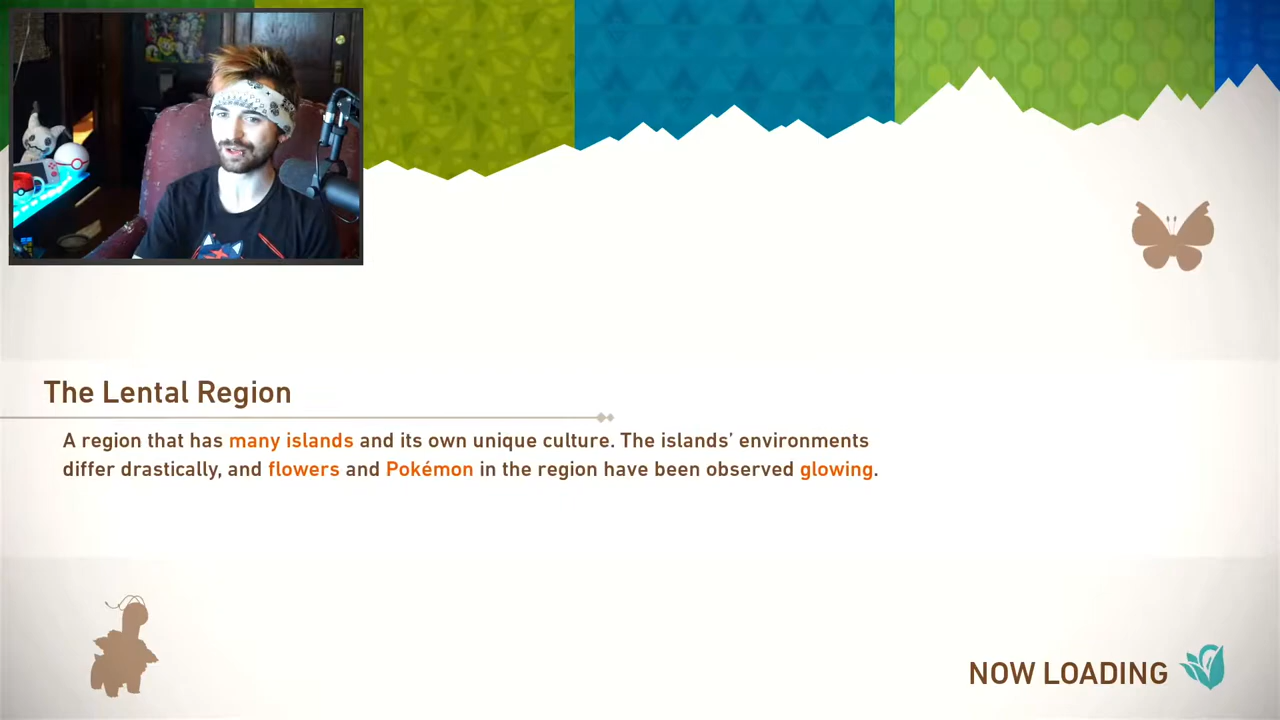 The Lental Region
A region that has many islands and its own unique culture. The islands’ environments
differ drastically, and flowers and Pokémon in the region have been observed glowing.
NOW LOADING